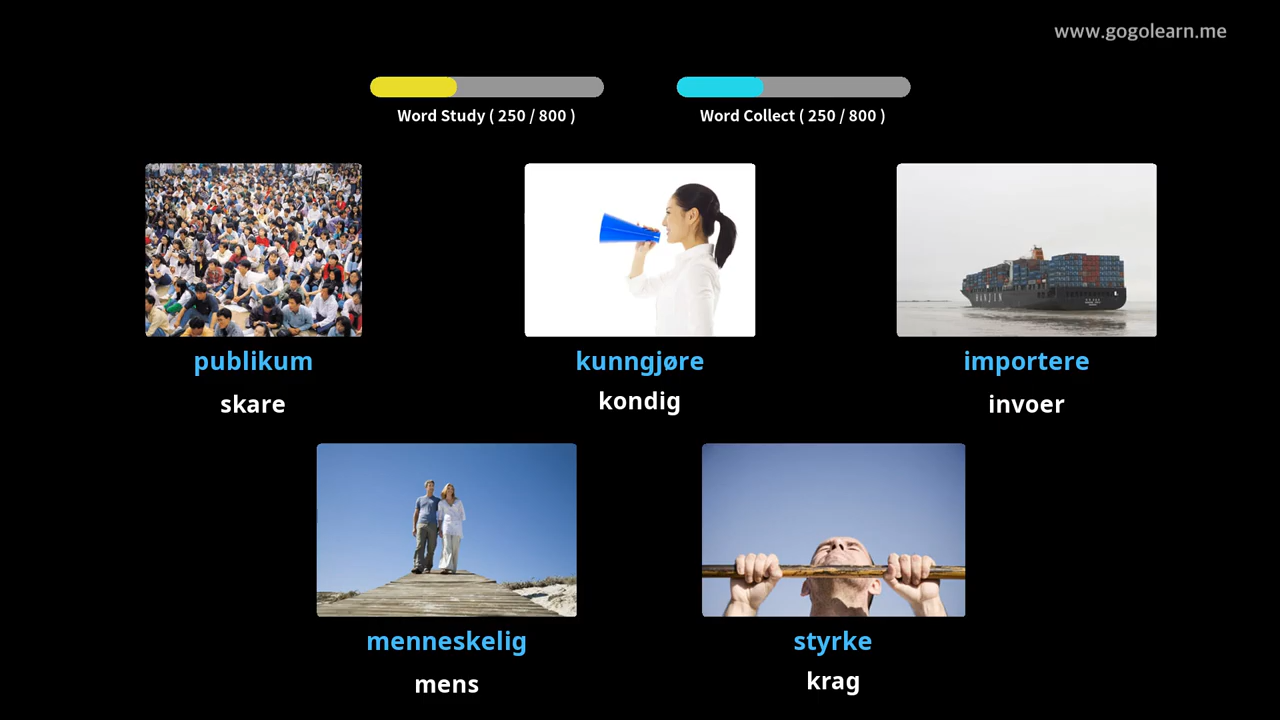 www.gogolearn.me
Word Study ( 250 / 800 )
Word Collect ( 250 / 800 )
publikum
kunngjøre
importere
skare
kondig
invoer
HANJIN
menneskelig
styrke
mens
krag